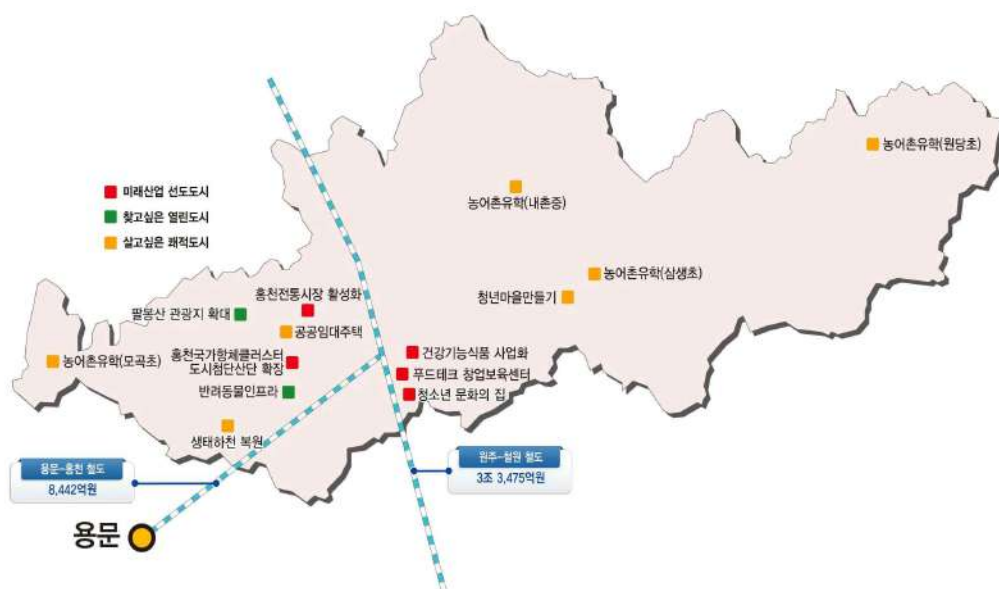 농어촌유학(원당초)
농어촌유학(내촌중)
미래산업 선도도시
찾고싶은 열린도시
살고싶은 쾌적도시
농어촌유학(삼생초)
청년마을만들기
홍천전통시장 활성화
팔봉산 관광지 확대
공공임대주택
농어촌유학(모곡초)
홍천국가항체클러스터
도시첨단산단 확장
건강기능식품 사업화
푸드테크 창업보육센터
청소년 문화의 집
반려동물인프라
생태하천 복원
용문-홍천 철도
8,442억원
원주-철원 철도
3조 3,475억원
용문